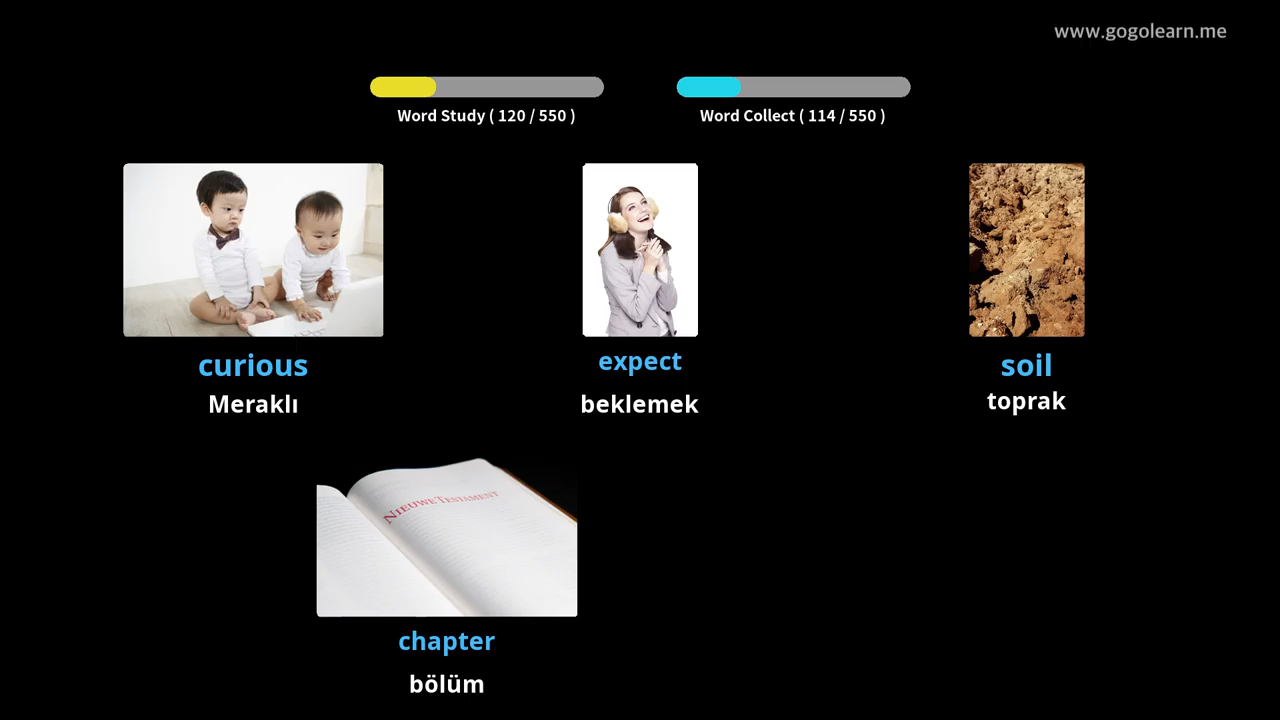 www.gogolearn.me
Word Study ( 120 / 550 )
Word Collect ( 114 / 550 )
curious
Meraklı
expect
beklemek
soil
toprak
NIEUWE TESTAMENT
chapter
bölüm